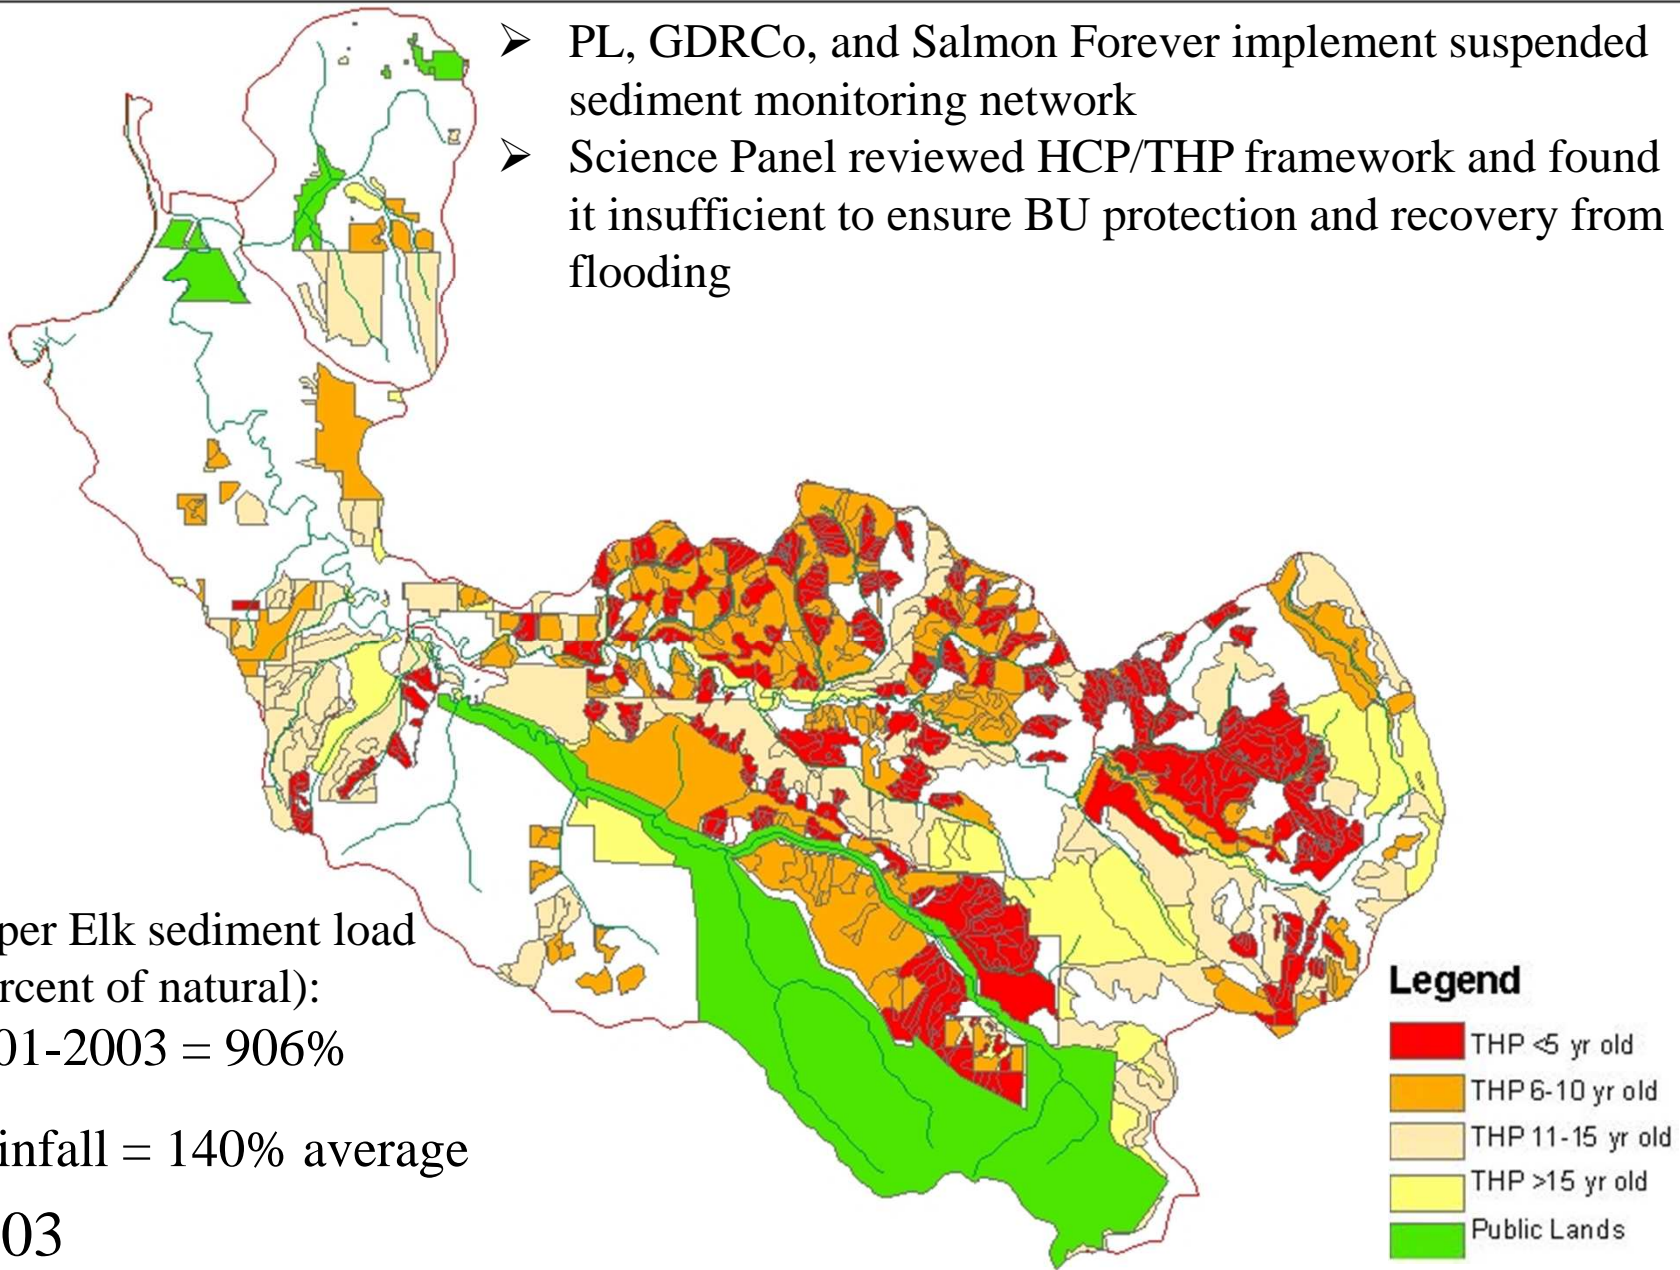 ➢ PL, GDRCo, and Salmon Forever implement suspended
sediment monitoring network
➢ Science Panel reviewed HCP/THP framework and found
it insufficient to ensure BU protection and recovery from
flooding
per Elk sediment load
rcent of natural):
01-2003 = 906%
infall = 140% average
03
Legend
THP <5 yr old
THP 6-10 yr old
THP 11-15 yr old
THP >15 yr old
Public Lands